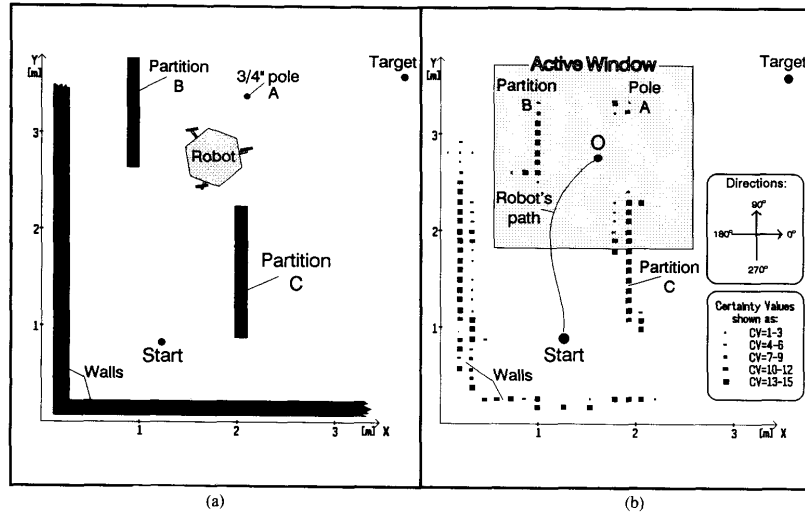 Y
[m]
Partition
B
3/4" pole
A
Target
3
Robot
2
Partition
C
1
Start
Walls
1
2
3
[m] X
(a)
Y
[m]
Active Window
Target
Partition
B
Pole
A
3
O
Robot's
path
2
Partition
C
1
Start
Walls
1
2
3
[m] X
Directions:
90°
180°
0°
270°
Certainty Values
shown as:
CV=1-3
CV=4-6
CV=7-9
CV=10-12
CV=13-15
(b)